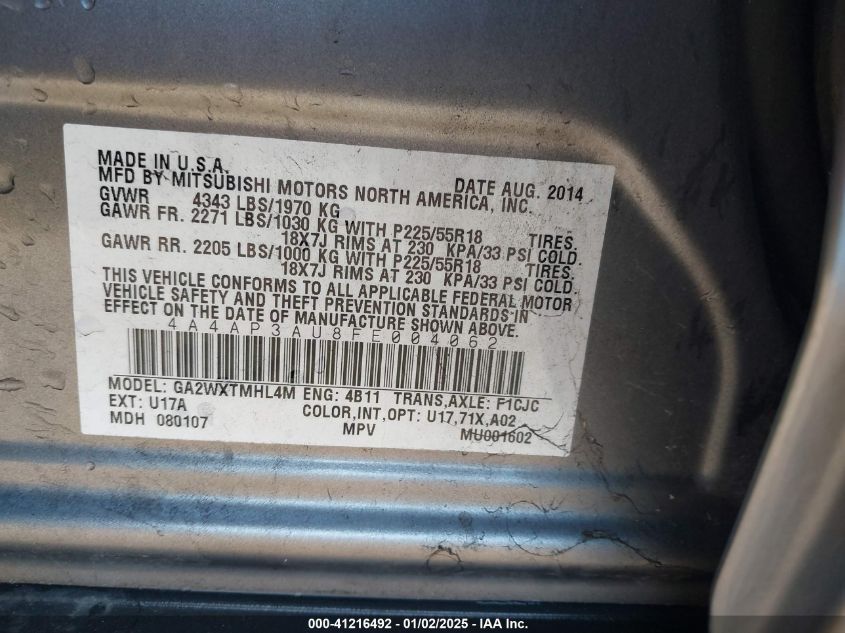 MADE IN U.S.A. DATE AUG. 2014
MFD BY MITSUBISHI MOTORS NORTH AMERICA, INC.
GVWR 4343 LBS/1970 KG
GAWR FR. 2271 LBS/1030 KG WITH P225/55R18 TIRES.
18X7J RIMS AT 230 KPA/33 PSI COLD.
GAWR RR. 2205 LBS/1000 KG WITH P225/55R18 TIRES.
18X7J RIMS AT 230 KPA/33 PSI COLD.
THIS VEHICLE CONFORMS TO ALL APPLICABLE FEDERAL MOTOR
VEHICLE SAFETY AND THEFT PREVENTION STANDARDS IN
EFFECT ON THE DATE OF MANUFACTURE SHOWN ABOVE.
4A4AP3AU8FE004062
MODEL: GA2WXTMHL4M ENG: 4B11 TRANS,AXLE: F1CJC
EXT: U17A COLOR,INT,OPT: U17,71X,A02
MDH 080107 MPV MU001602
000-41216492 - 01/02/2025 - IAA Inc.